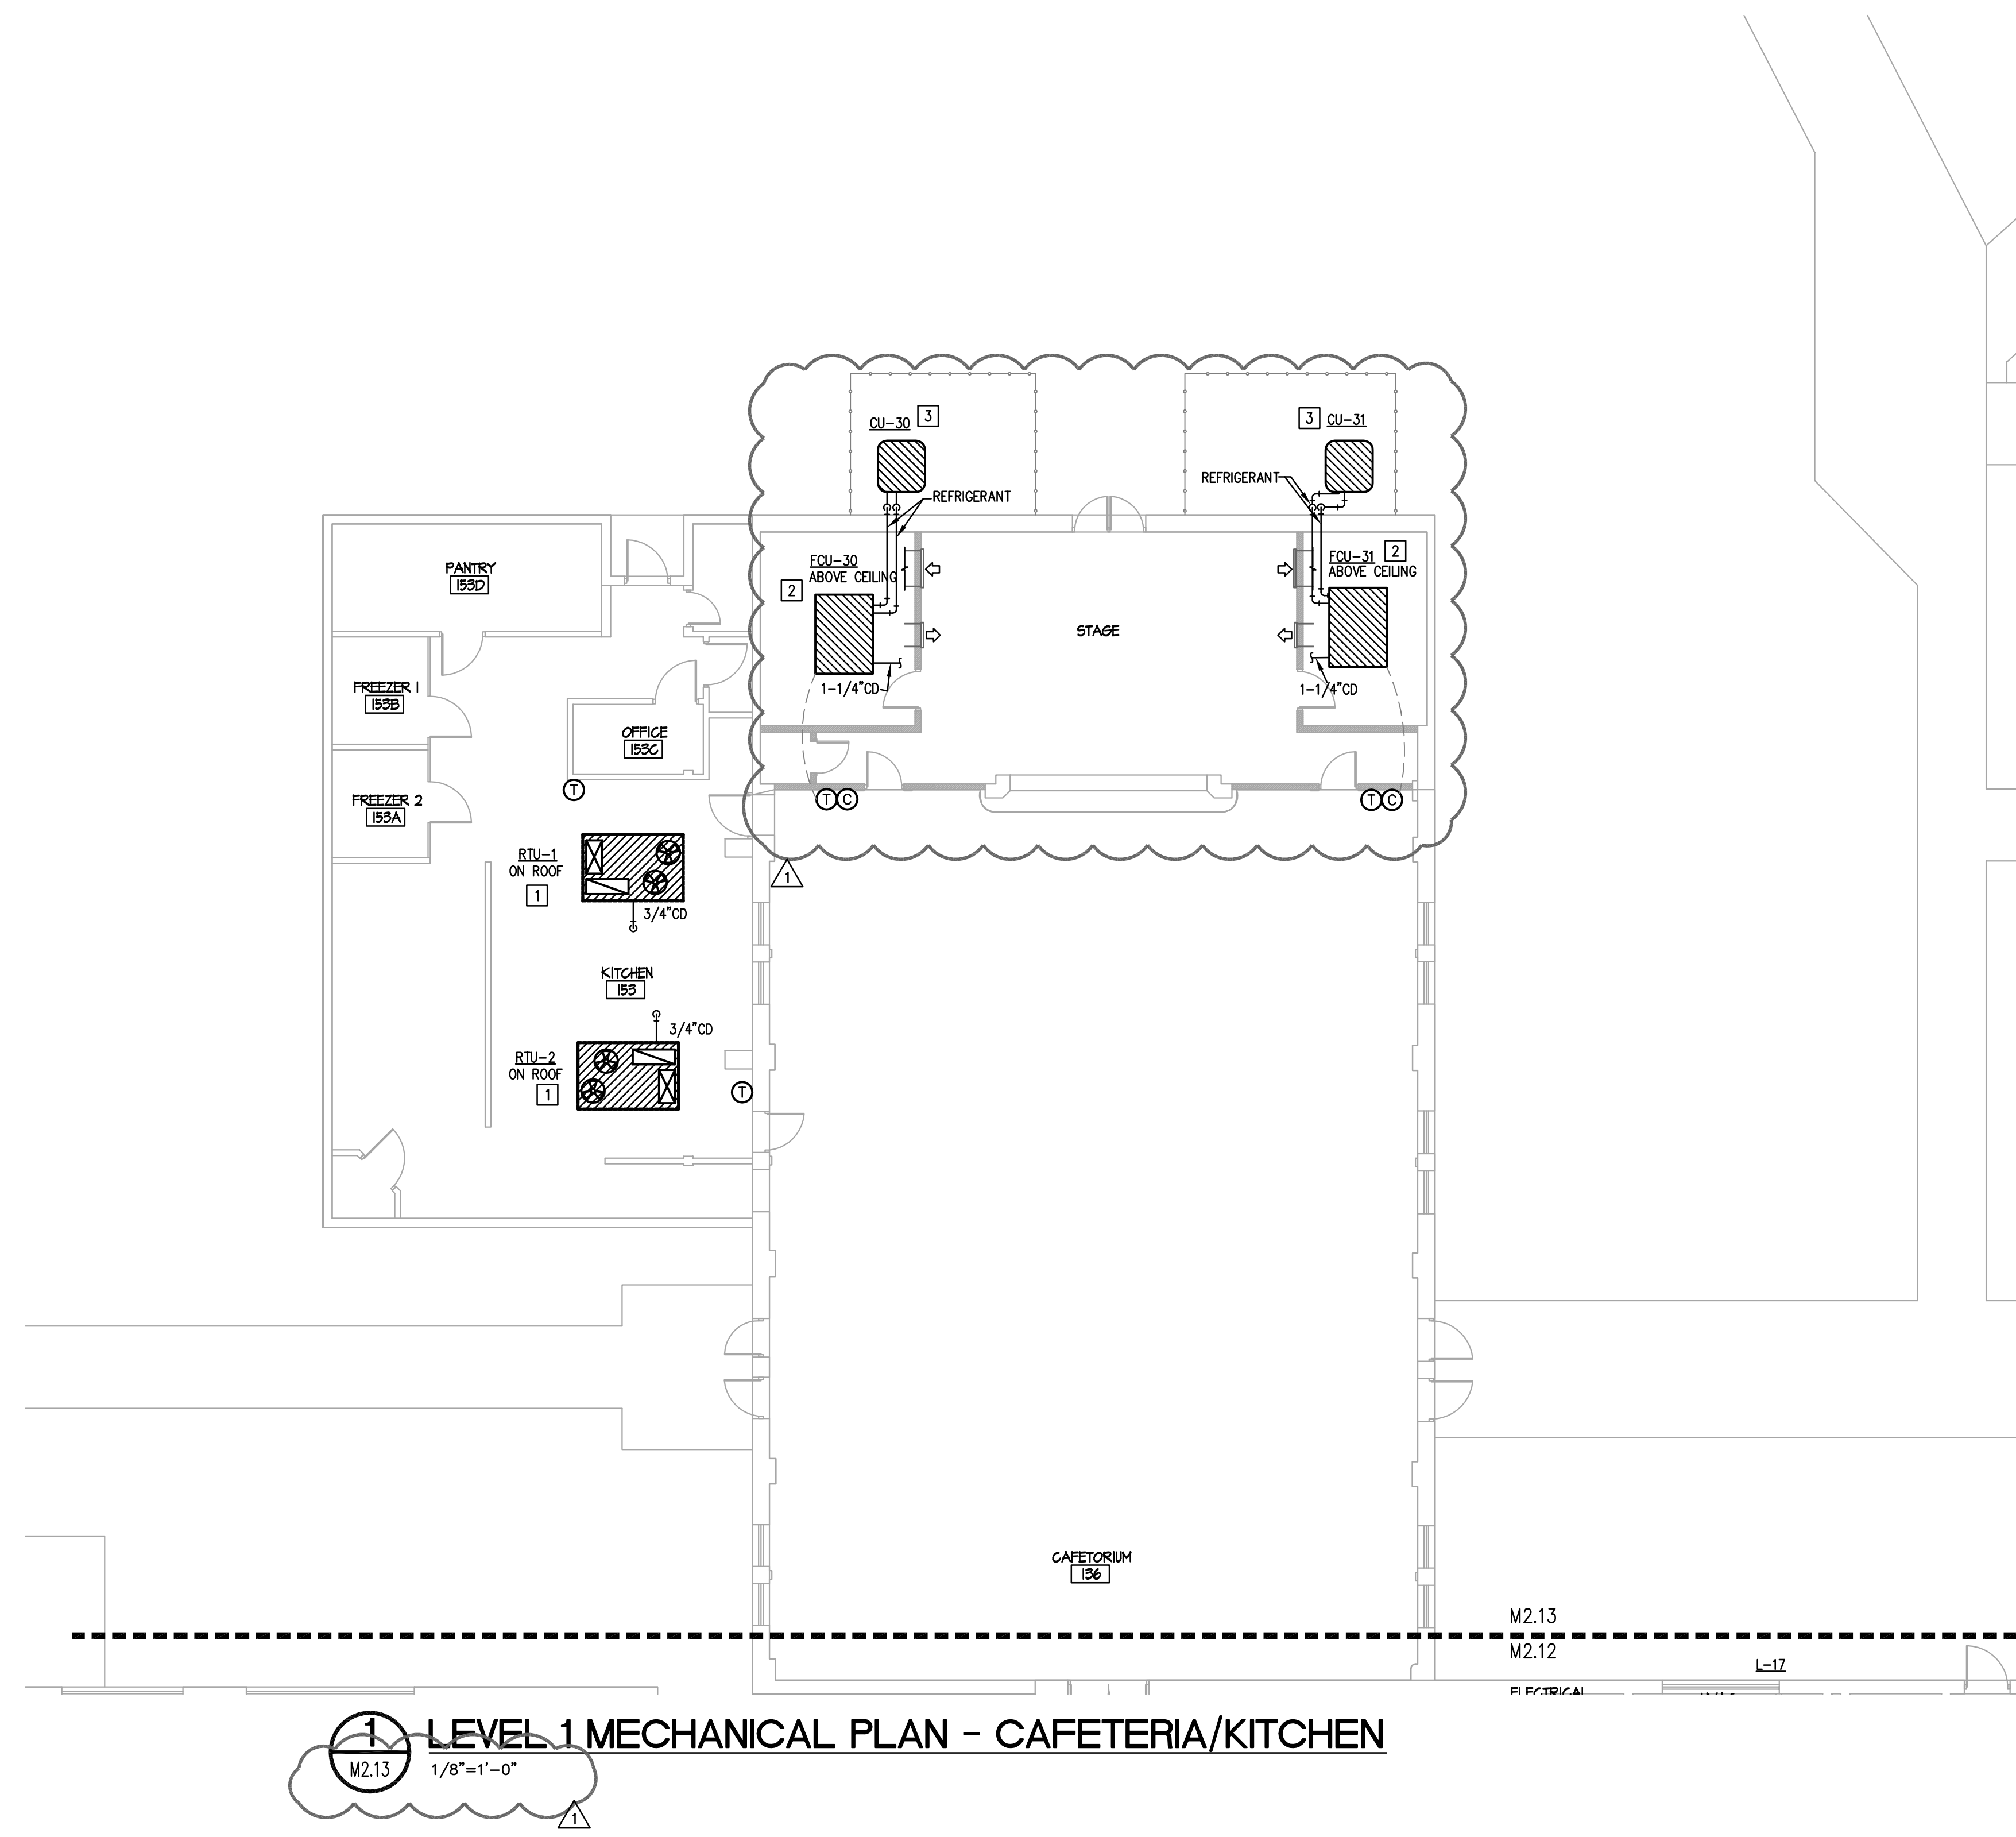 3
CU-30
3
CU-31
REFRIGERANT
REFRIGERANT
FCU-30
ABOVE CEILING
2
FCU-31
ABOVE CEILING
2
PANTRY
153D
STAGE
FREEZER 1
153B
1-1/4"CD
1-1/4"CD
OFFICE
153C
T
FREEZER 2
153A
T C
T C
RTU-1
ON ROOF
1
3/4"CD
1
KITCHEN
153
3/4"CD
RTU-2
ON ROOF
1
T
CAFETORIUM
136
M2.13
M2.12
L-17
ELECTRICAL
1
M2.13
LEVEL 1 MECHANICAL PLAN - CAFETERIA/KITCHEN
1/8"=1'-0"
1